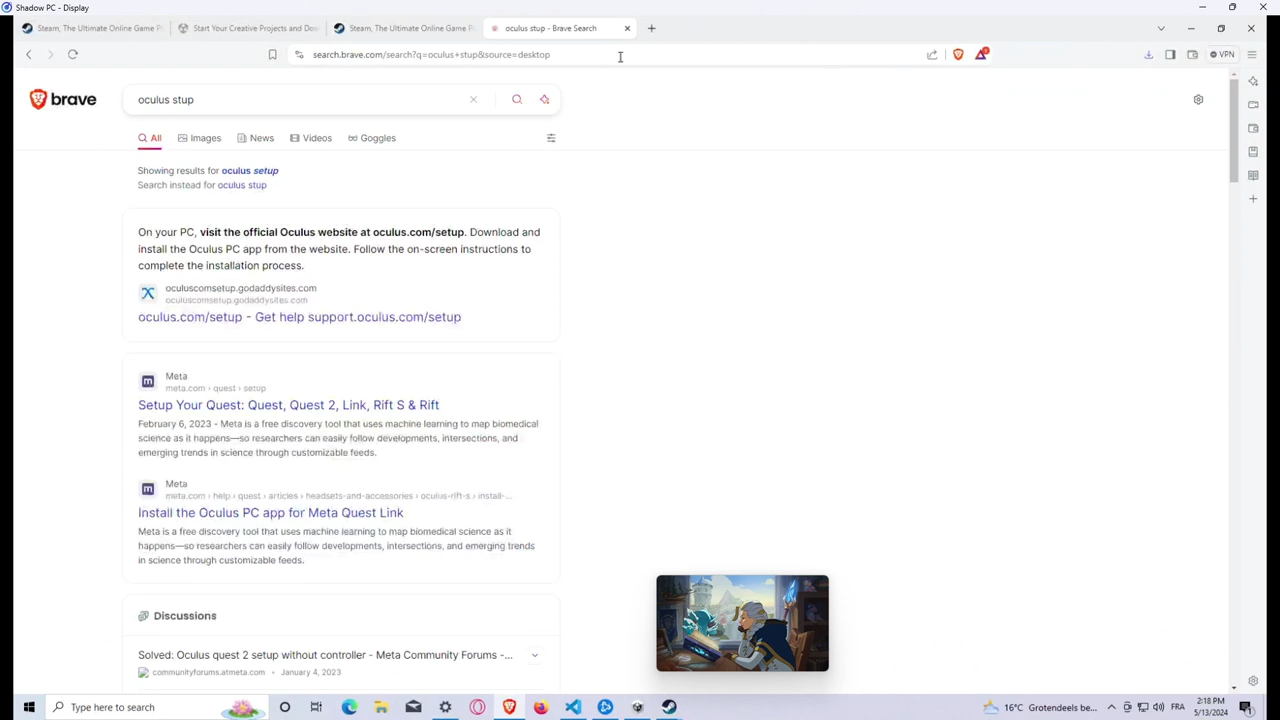 Shadow PC - Display
Steam, The Ultimate Online Game P
Start Your Creative Projects and Dow
Steam, The Ultimate Online Game P
oculus stup - Brave Search
search.brave.com/search?q=oculus+stup&source=desktop
VPN
brave
oculus stup
All
Images
News
Videos
Goggles
Showing results for oculus setup
Search instead for oculus stup
On your PC, visit the official Oculus website at oculus.com/setup. Download and
install the Oculus PC app from the website. Follow the on-screen instructions to
complete the installation process.
oculuscomsetup.godaddysites.com
oculuscomsetup.godaddysites.com
oculus.com/setup - Get help support.oculus.com/setup
Meta
meta.com › quest › setup
Setup Your Quest: Quest, Quest 2, Link, Rift S & Rift
February 6, 2023 - Meta is a free discovery tool that uses machine learning to map biomedical
science as it happens—so researchers can easily follow developments, intersections, and
emerging trends in science through customizable feeds.
Meta
meta.com › help › quest › articles › headsets-and-accessories › oculus-rift-s › install-...
Install the Oculus PC app for Meta Quest Link
Meta is a free discovery tool that uses machine learning to map biomedical science as it
happens—so researchers can easily follow developments, intersections, and emerging trends
in science through customizable feeds.
Discussions
Solved: Oculus quest 2 setup without controller - Meta Community Forums -...
communityforums.atmeta.com • January 4, 2023
Type here to search
16°C Grotendeels be...
FRA
2:18 PM
5/13/2024